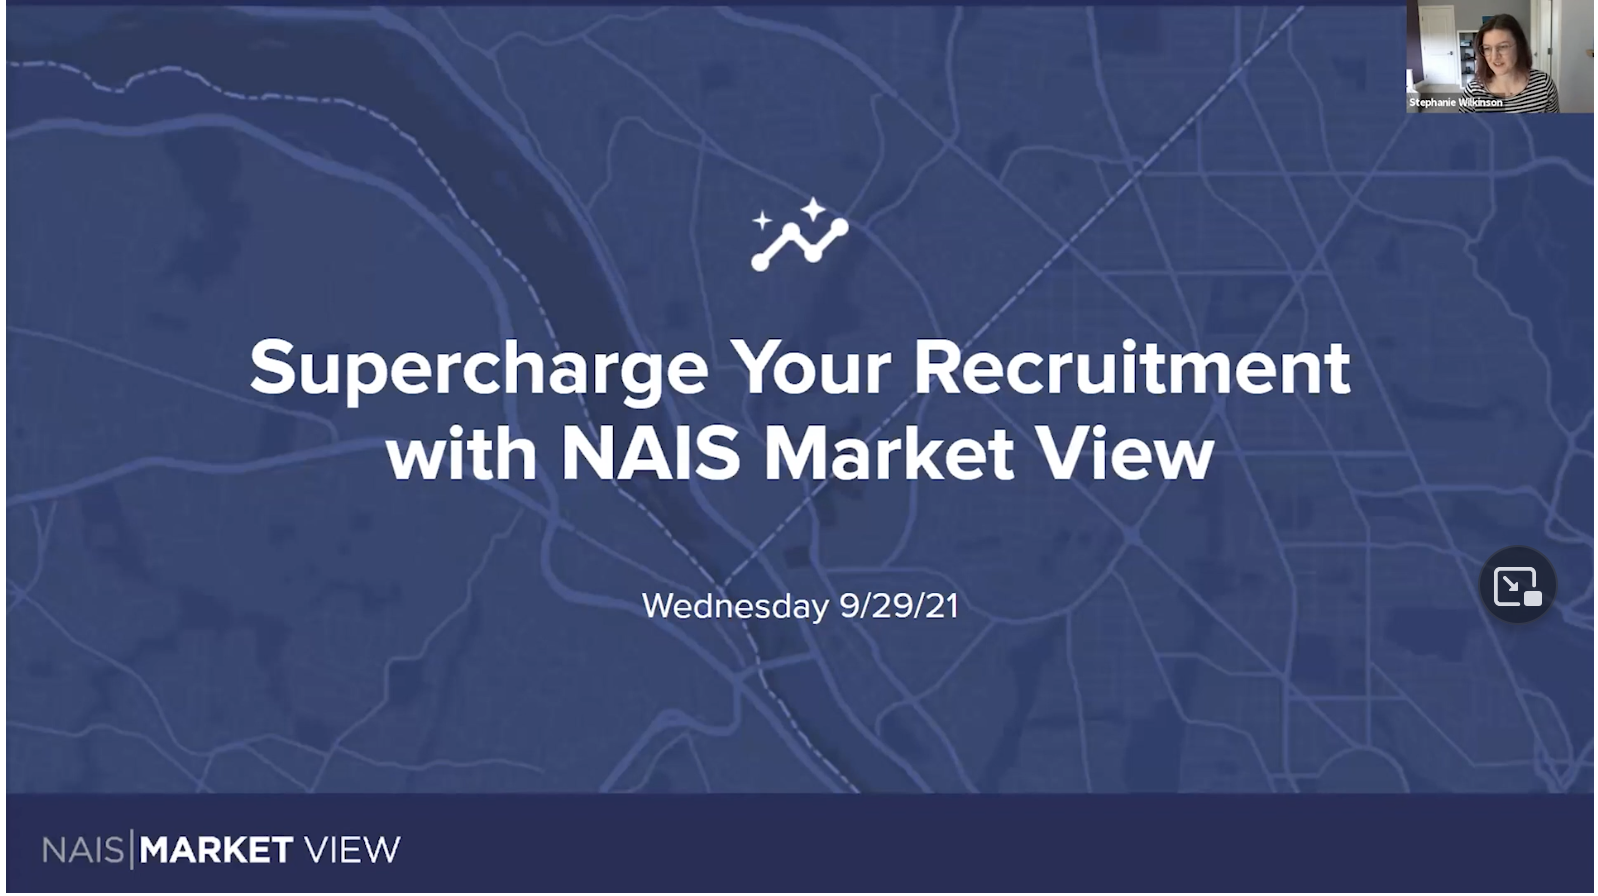 Stephanie Wilkinson
Supercharge Your Recruitment
with NAIS Market View
Wednesday 9/29/21
NAIS|MARKET VIEW